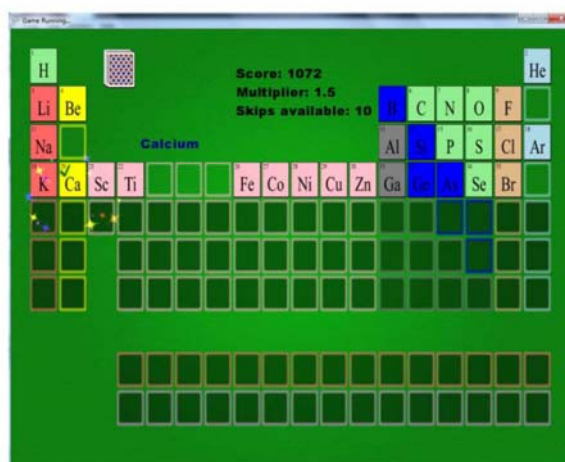 Game Running...
H He
Score: 1072
Multiplier: 1.5
Skips available: 10
Li Be B C N O F
Na Al Si P S Cl Ar
Calcium
K Ca Sc Ti Fe Co Ni Cu Zn Ga Ge As Se Br